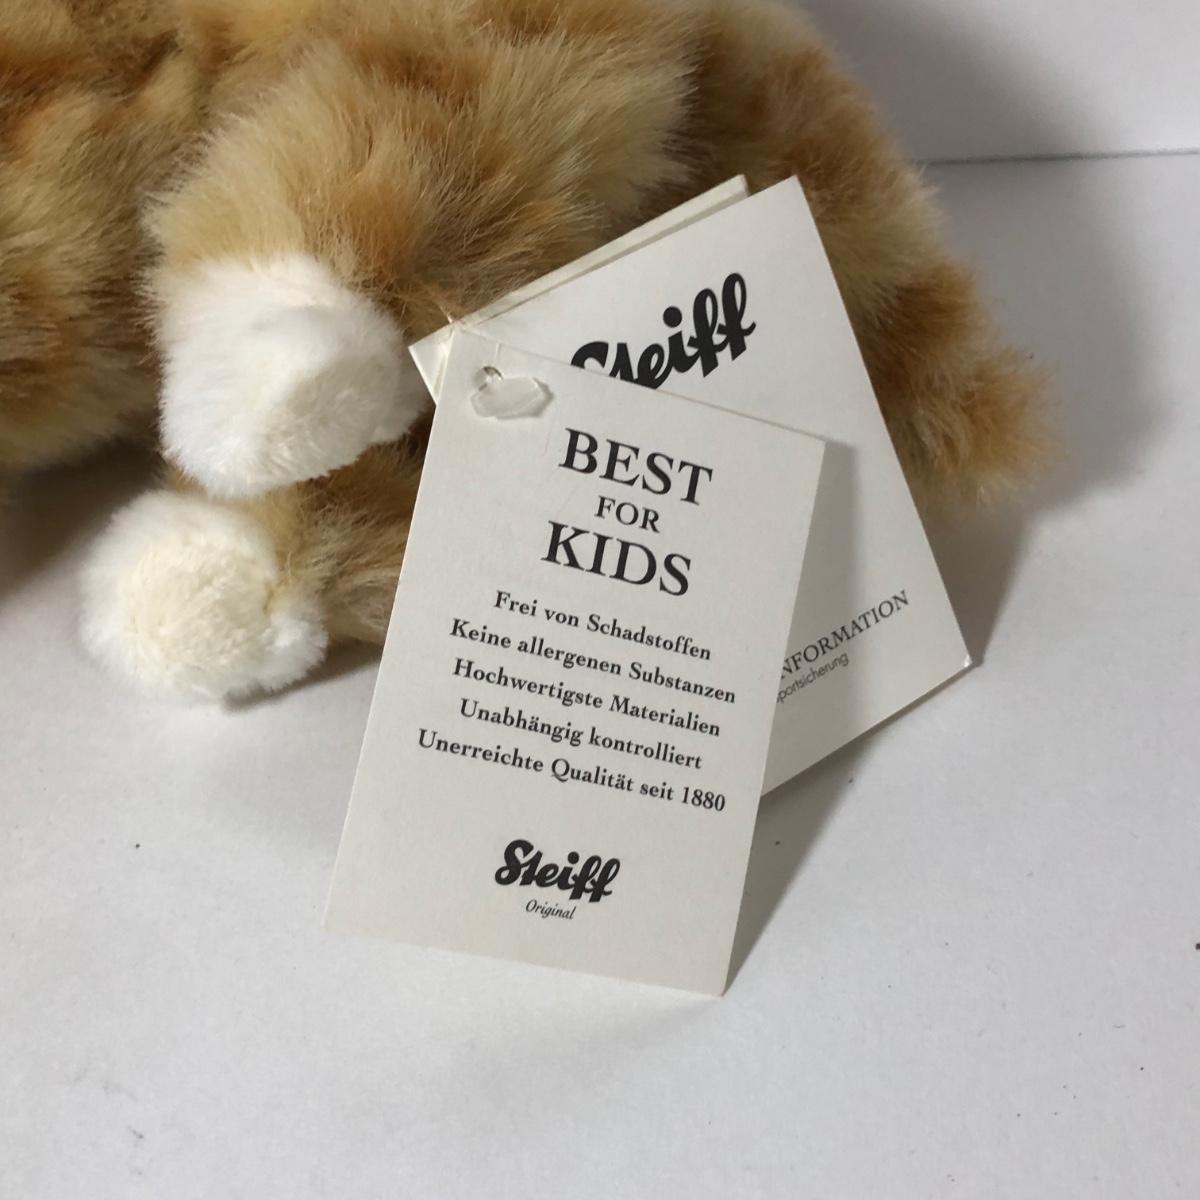 Steiff
BEST
FOR
KIDS
Frei von Schadstoffen
Keine allergenen Substanzen
Hochwertigste Materialien
Unabhängig kontrolliert
Unerreichte Qualität seit 1880
Steiff
Original